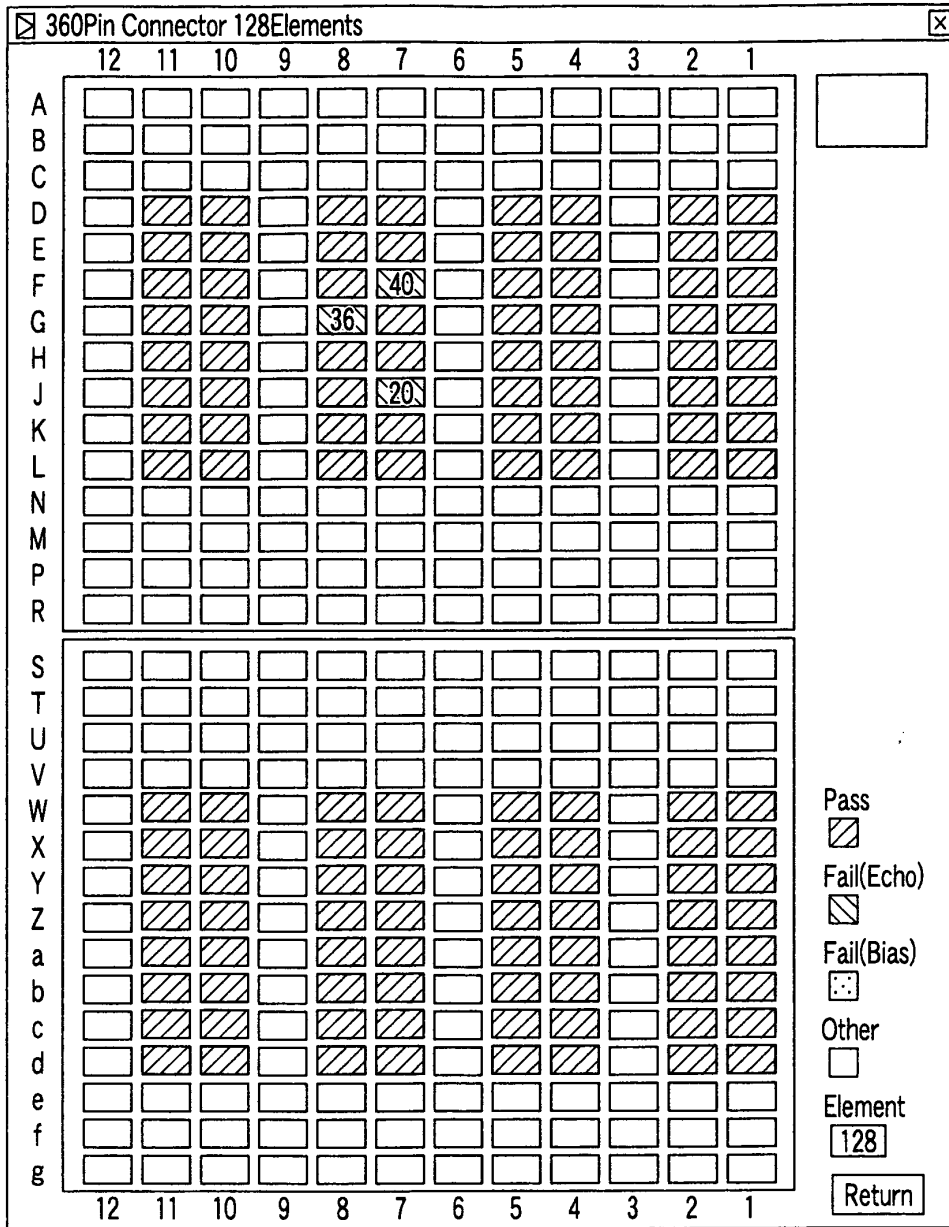 360Pin Connector 128Elements
12 11 10 9 8 7 6 5 4 3 2 1
A
B
C
D
E
F 40
G 36
H
J 20
K
L
N
M
P
R
S
T
U
V
W
X
Y
Z
a
b
c
d
e
f
g
12 11 10 9 8 7 6 5 4 3 2 1
Pass
Fail(Echo)
Fail(Bias)
Other
Element
128
Return